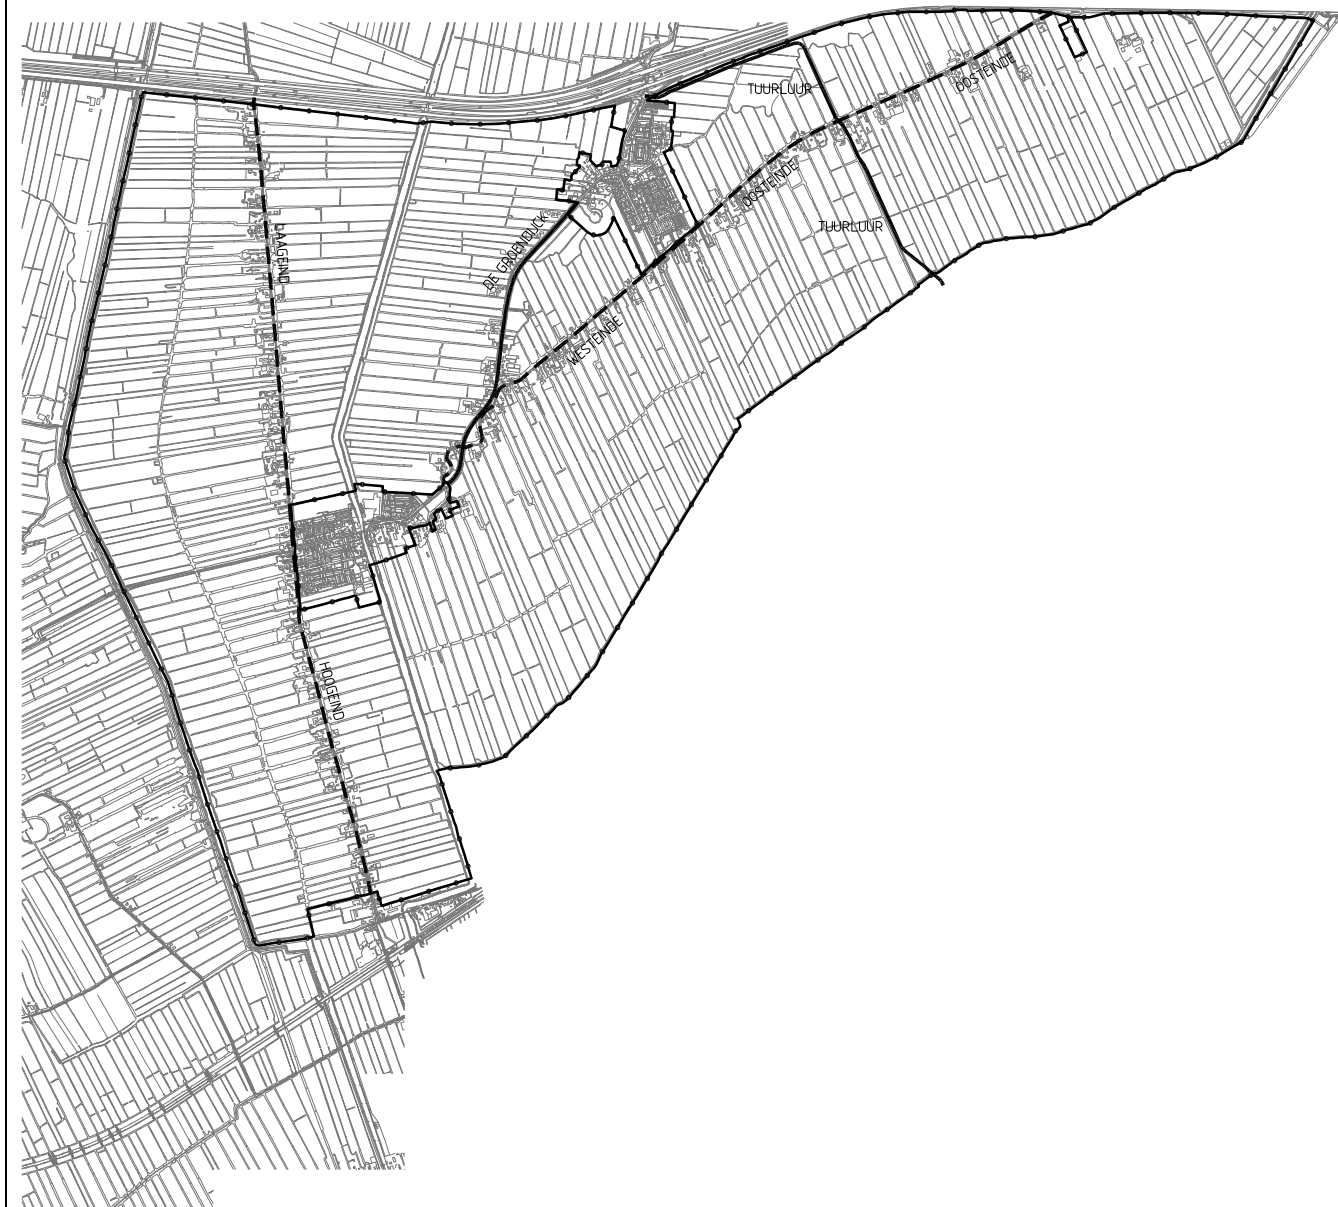 OOSTEINDE
TUURLUUR
OOSTEINDE
TUURLUUR
LAAGEIND
DE GROENDIJCK
WESTEINDE
HOOGEIND